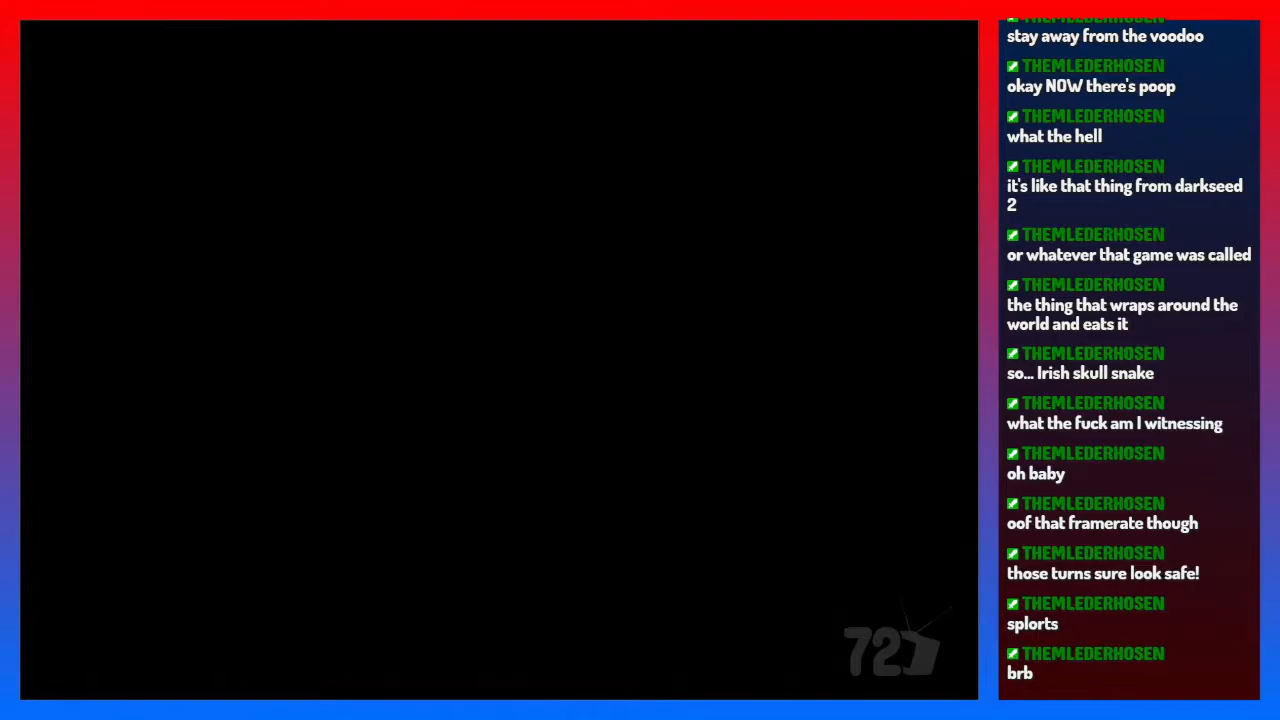 THEMLEDERHOSEN
stay away from the voodoo
THEMLEDERHOSEN
okay NOW there's poop
THEMLEDERHOSEN
what the hell
THEMLEDERHOSEN
it's like that thing from darkseed
2
THEMLEDERHOSEN
or whatever that game was called
THEMLEDERHOSEN
the thing that wraps around the
world and eats it
THEMLEDERHOSEN
so... Irish skull snake
THEMLEDERHOSEN
what the fuck am I witnessing
THEMLEDERHOSEN
oh baby
THEMLEDERHOSEN
oof that framerate though
THEMLEDERHOSEN
those turns sure look safe!
THEMLEDERHOSEN
splorts
THEMLEDERHOSEN
brb
72